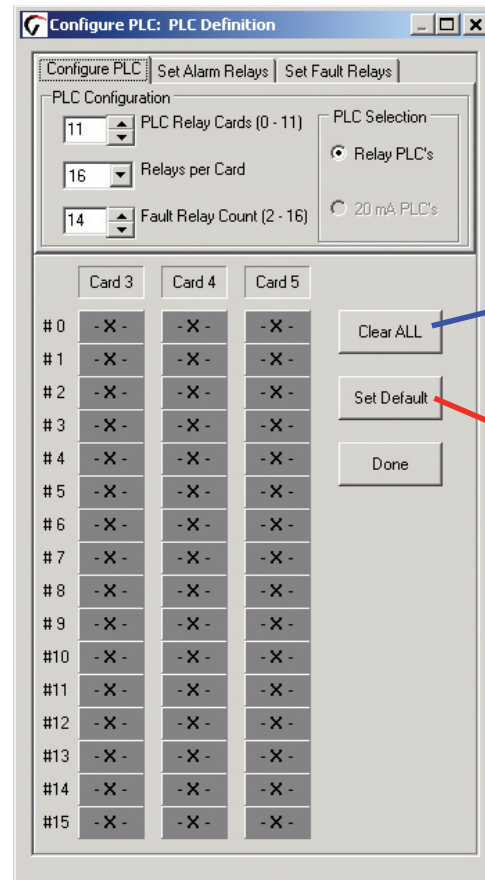 Configure PLC: PLC Definition
Configure PLC Set Alarm Relays Set Fault Relays
PLC Configuration
11 PLC Relay Cards (0 - 11)
16 Relays per Card
14 Fault Relay Count (2 - 16)
PLC Selection
Relay PLC's
20 mA PLC's
Card 3 Card 4 Card 5
# 0 - X - - X - - X -
# 1 - X - - X - - X -
# 2 - X - - X - - X -
# 3 - X - - X - - X -
# 4 - X - - X - - X -
# 5 - X - - X - - X -
# 6 - X - - X - - X -
# 7 - X - - X - - X -
# 8 - X - - X - - X -
# 9 - X - - X - - X -
#10 - X - - X - - X -
#11 - X - - X - - X -
#12 - X - - X - - X -
#13 - X - - X - - X -
#14 - X - - X - - X -
#15 - X - - X - - X -
Clear ALL
Set Default
Done